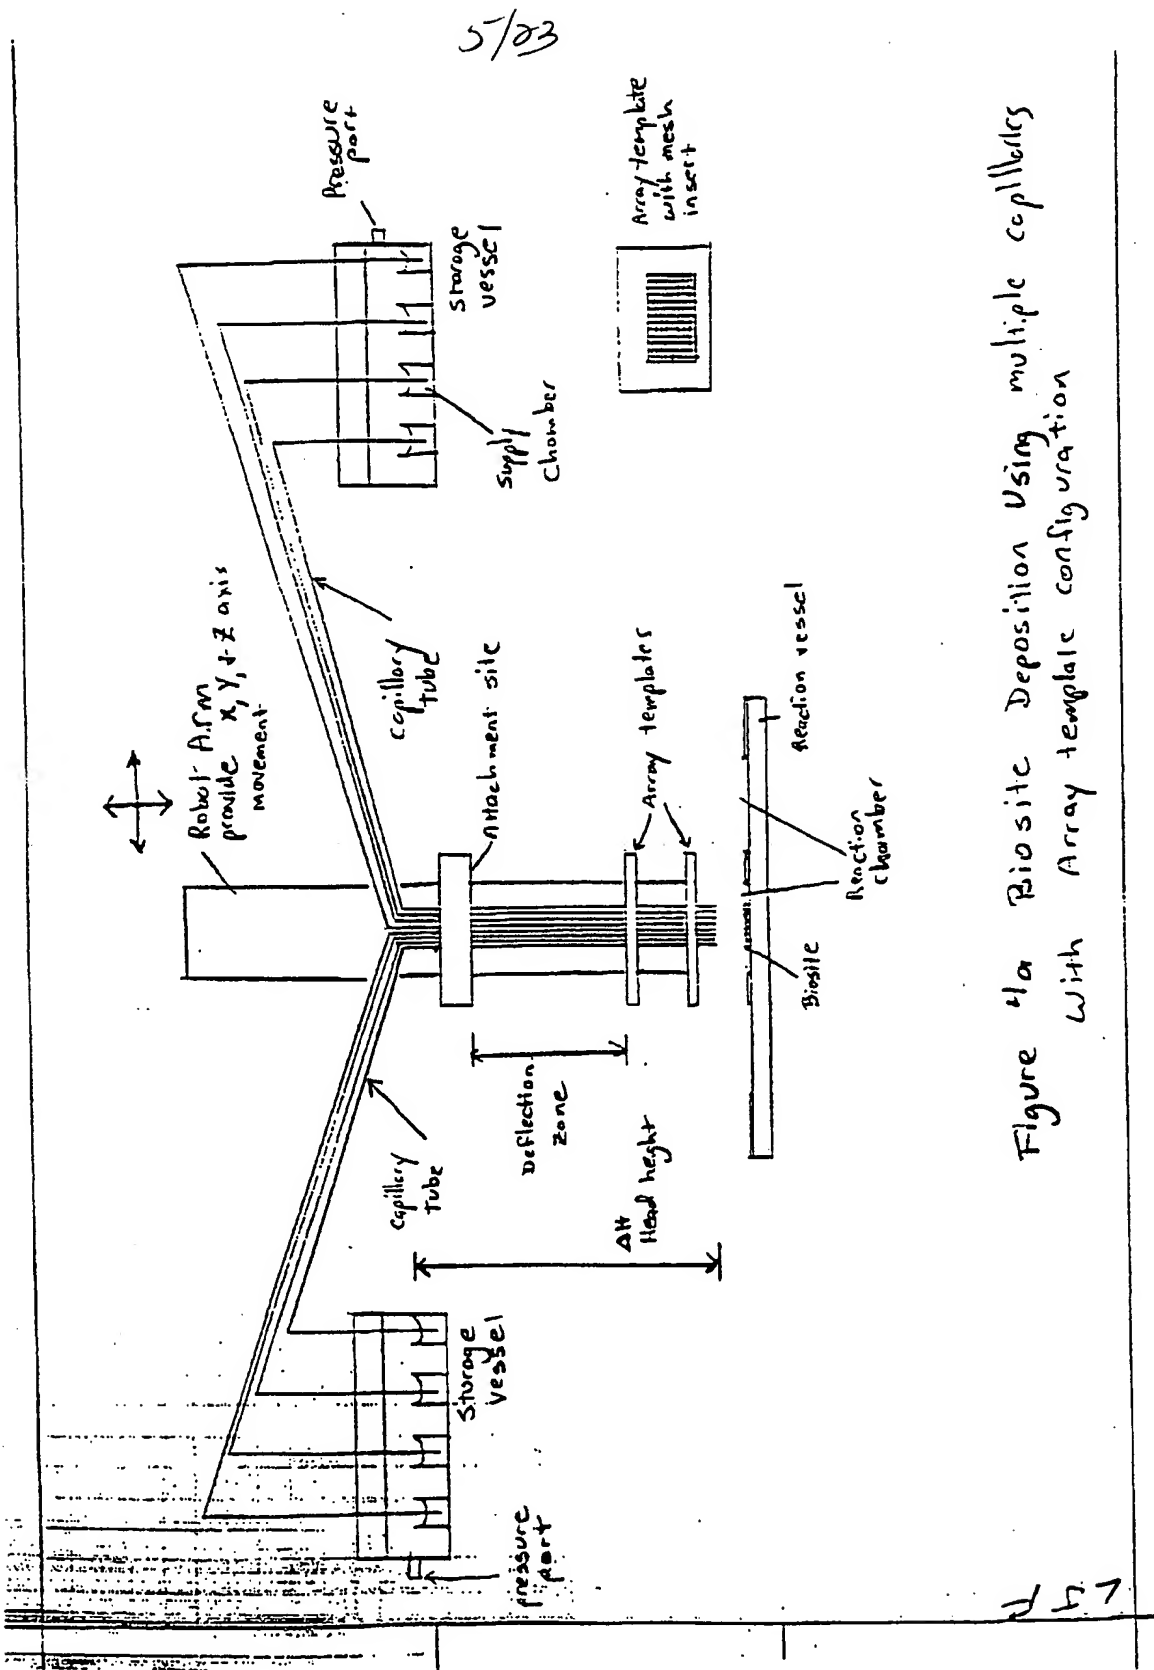 5/23
Robot Arm
provide x, y, + z axis
movement
Pressure
port
Storage
vessel
Supply
Chamber
Array template
with mesh
insert
capillary
tube
Attachment site
Array templates
Reaction vessel
Reaction
chamber
Biosite
Deflection
zone
ΔH
Head height
capillary
tube
Storage
vessel
pressure
port
Figure 4a Biosite Deposition Using multiple capillaries
With Array template configuration